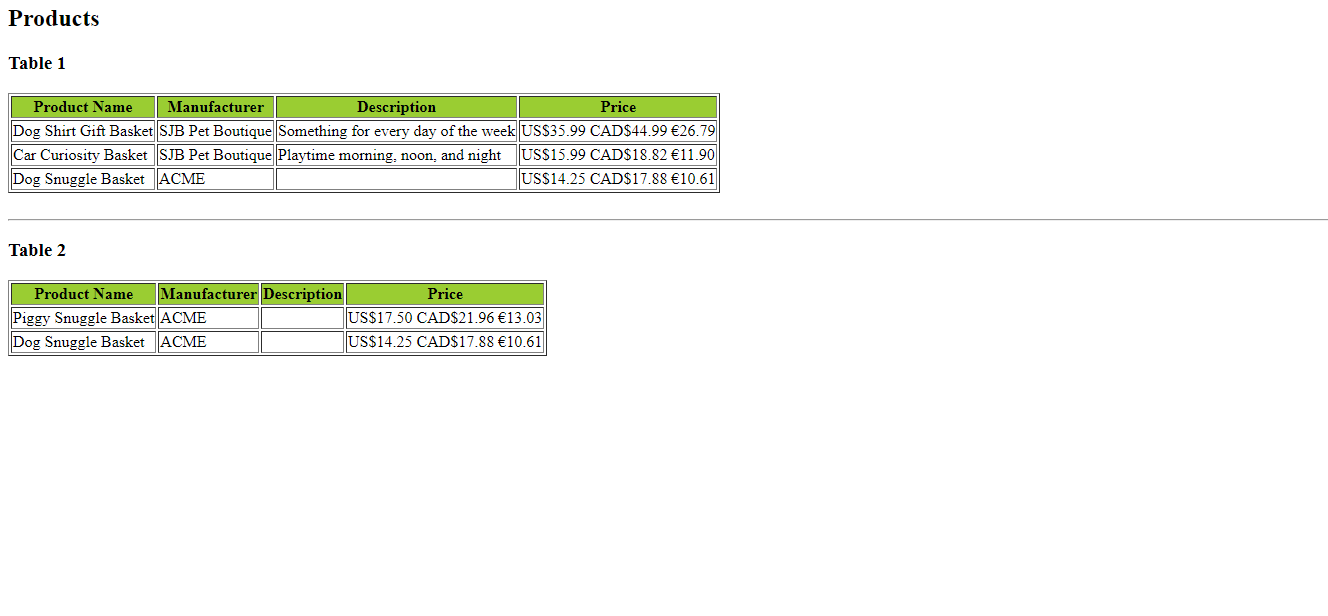 Products
Table 1
Product Name Manufacturer Description Price
Dog Shirt Gift Basket SJB Pet Boutique Something for every day of the week US$35.99 CAD$44.99 €26.79
Car Curiosity Basket SJB Pet Boutique Playtime morning, noon, and night US$15.99 CAD$18.82 €11.90
Dog Snuggle Basket ACME US$14.25 CAD$17.88 €10.61
Table 2
Product Name Manufacturer Description Price
Piggy Snuggle Basket ACME US$17.50 CAD$21.96 €13.03
Dog Snuggle Basket ACME US$14.25 CAD$17.88 €10.61